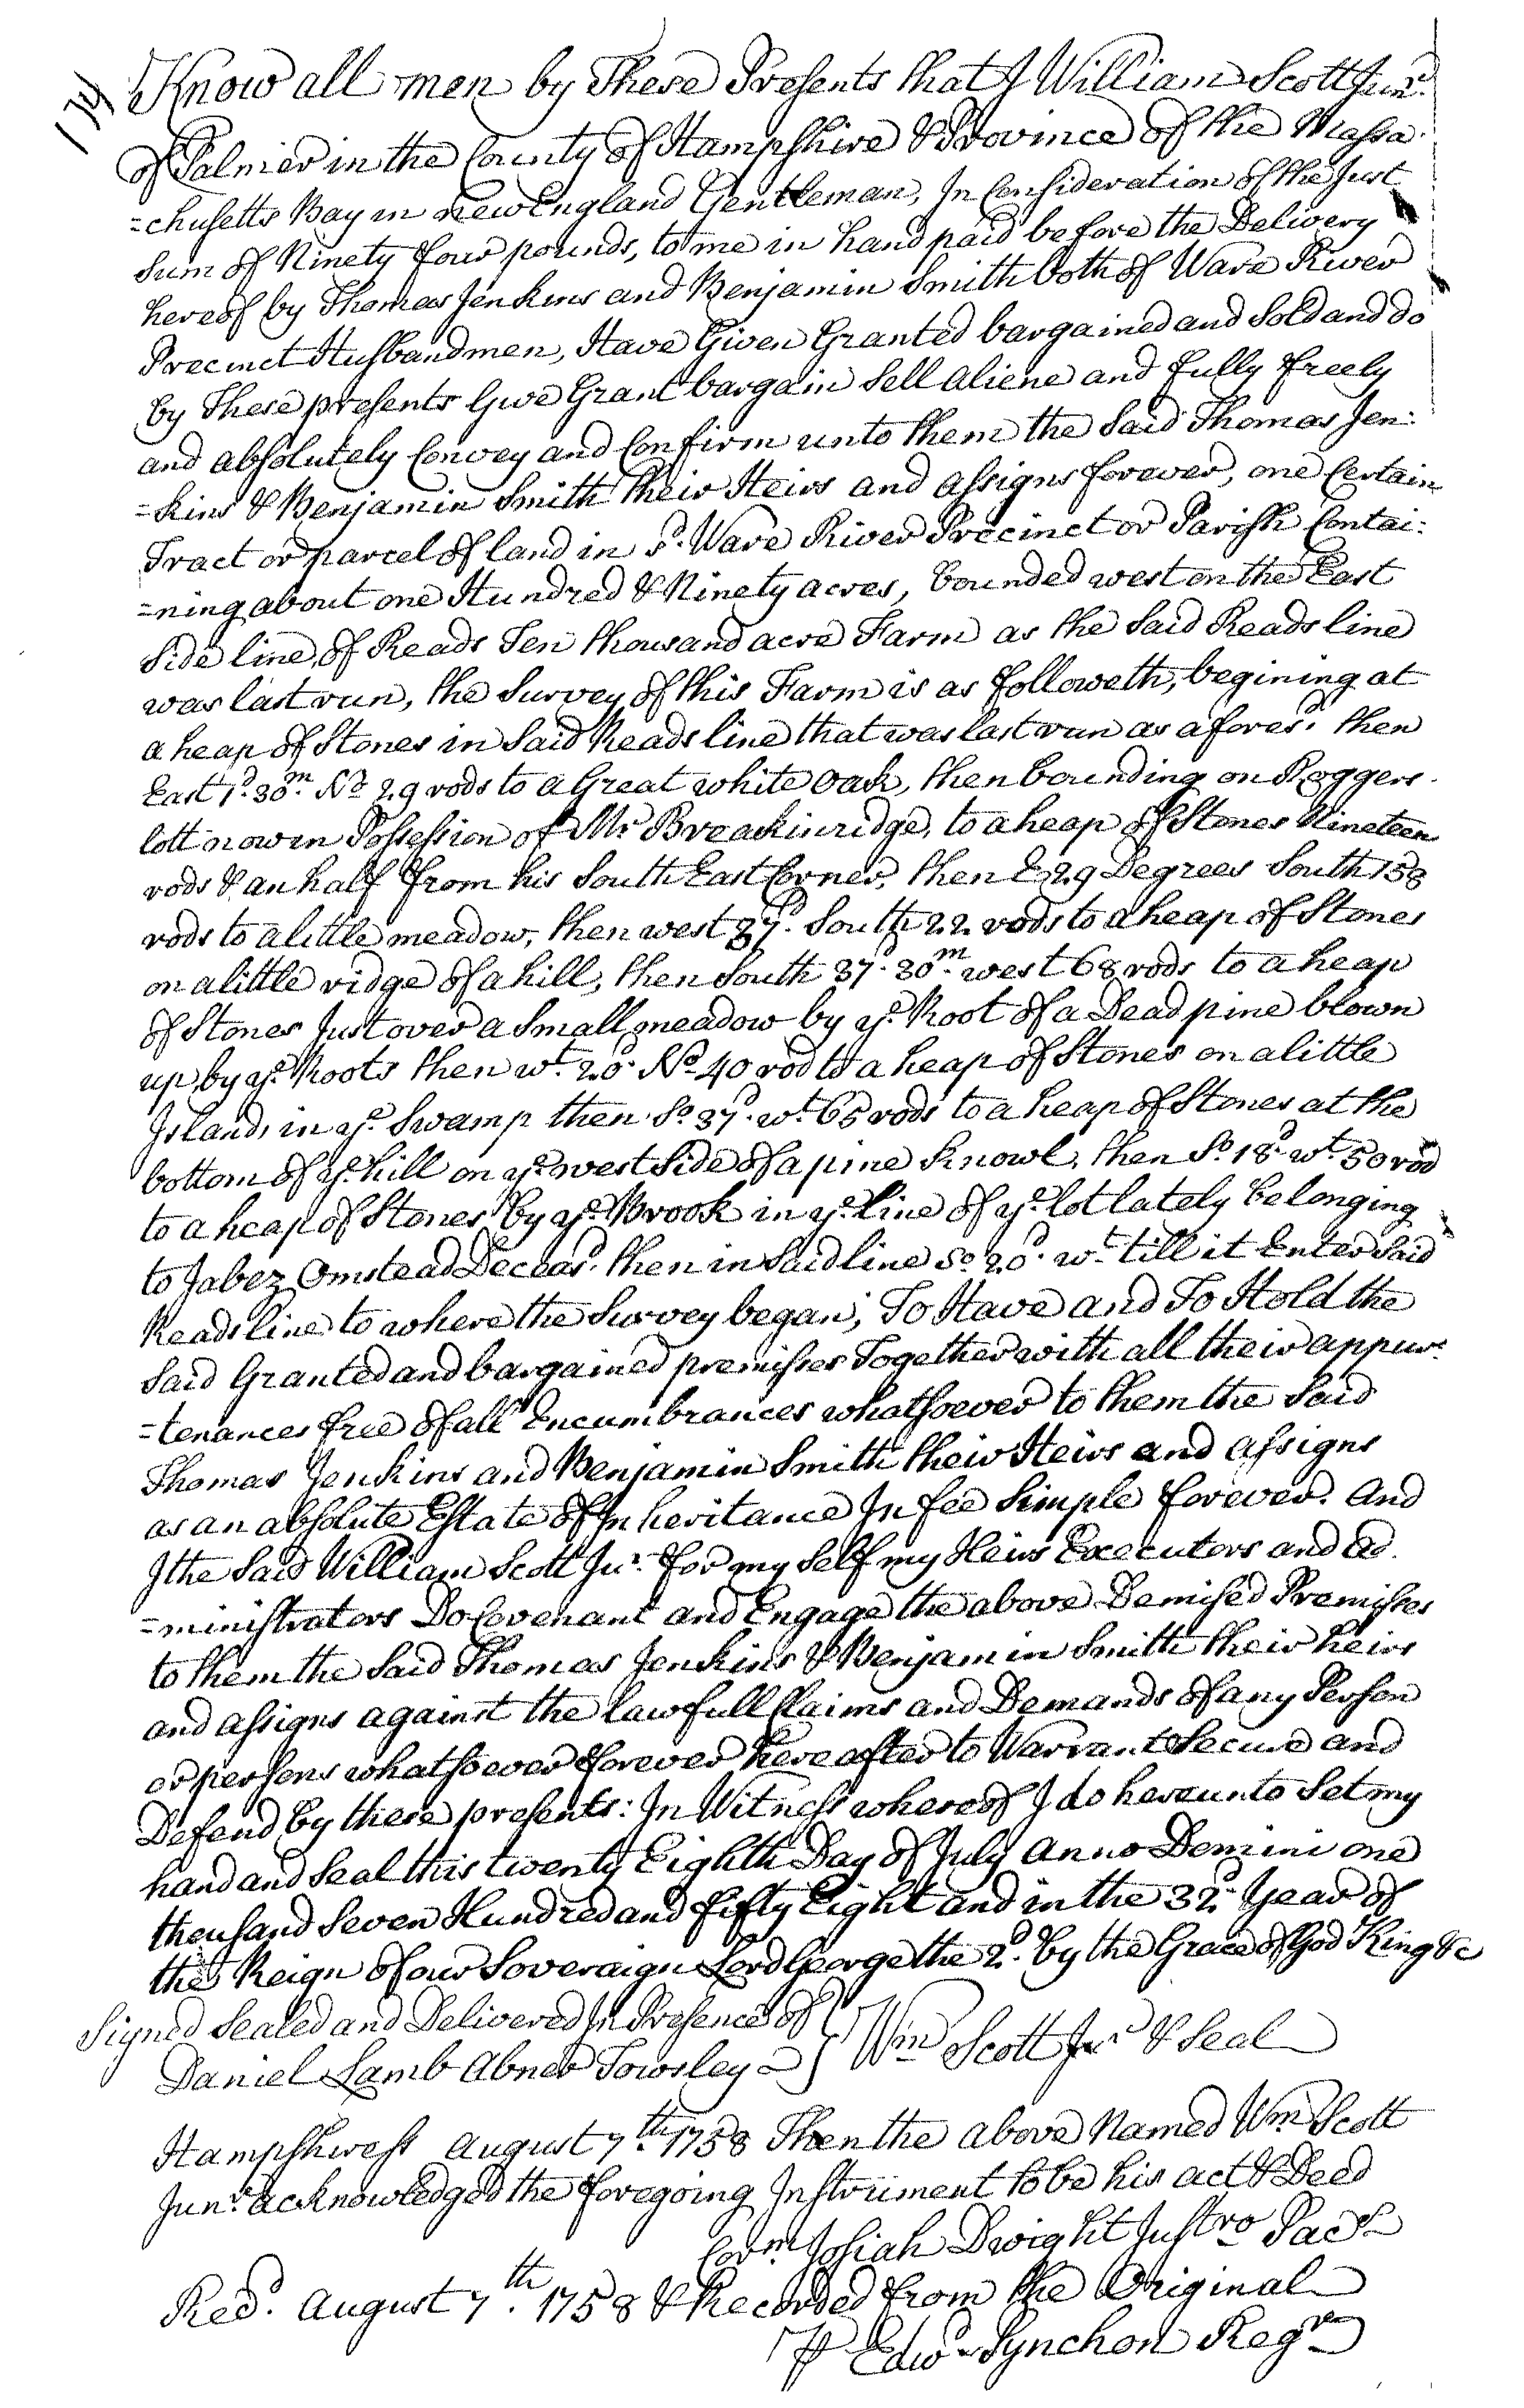 174
Know all men by These Presents that I William Scott Junr.
of Palmer in the County of Hampshire & Province of the Massa
=chusetts Bay in New England Gentleman, In Consideration of the Just
Sum of Ninety four pounds, to me in hand paid before the Delivery
hereof by Thomas Jenkins and Benjamin Smith both of Ware River
Precinct Husbandmen, Have Given Granted bargained and Sold and do
by These presents Give Grant bargain Sell aliene and fully freely
and absolutely Convey and Confirm unto them the Said Thomas Jen=
=kins & Benjamin Smith their Heirs and assigns forever, one Certain
Tract or parcel of land in sd. Ware River Precinct or Parish Contai=
=ning about one Hundred & Ninety acres, bounded west on the East
Side line, of Reads Ten thousand acre Farm as the Said Reads line
was last run, the Survey of this Farm is as followeth, begining at
a heap of Stones in Said Reads line that was last run as aforesd. then
East 1d. 30m. No. 29 rods to a Great white Oak, then bounding on Roggers
lott now in Possession of Mr Breakinridge, to a heap of Stones Nineteen
rods & an half from his South East Corner, then E 29 Degrees South 158
rods to a little meadow, then west 37d. South 22 rods to a heap of Stones
on a little ridge of a hill, then South 37d. 30m. west 68 rods to a heap
of Stones Just over a Small meadow by ye. Root of a Dead pine blown
up by ye. Roots then wt. 20d. No. 40 rod to a heap of Stones on a little
Island, in ye. Swamp then So. 37d. wt. 65 rods to a heap of Stones at the
bottom of ye. hill on ye. west Side of a pine Knowl, then So. 18d. wt. 50 rod
to a heap of Stones by ye. Brook in ye. line of ye. lot lately belonging
to Jabez Omstead Deceasd. then in Said line So. 20d. wt. till it Enter Said
Reads line to where the Survey began, To Have and To Hold the
Said Granted and bargained premisses Together with all their appur=
=tenances free of all Encumbrances whatsoever to them the Said
Thomas Jenkins and Benjamin Smith their Heirs and assigns
as an absolute Estate of Inheritance In fee Simple forever. And
I the Said William Scott Jur. for my Self my Heirs Executors and ad
=ministrators Do Covenant and Engage the above Demised Premisses
to them the Said Thomas Jenkins & Benjamin Smith their heirs
and assigns against the lawfull Claims and Demands of any Person
or persons whatsoever forever hereafter to Warrant Secure and
Defend by these presents: In Witness whereof I do hereunto Set my
hand and Seal this twenty Eighth Day of July Anno Domini one
thousand Seven Hundred and fifty Eight and in the 32d. Year of
the Reign of our Soveraign Lord George the 2d. by the Grace of God King &c
Signed Sealed and Delivered In Presence of } Wm Scott Jur & Seal
Daniel Lamb Abner Towsley
Hampshire ss August 7th. 1758 Then the above Named Wm Scott
Junr. acknowledged the foregoing Instrument to be his act & Deed
Corm Josiah Dwight Justro Pacs
Recd. August 7th. 1758 & Recorded from the Original
P Edwd Pynchon Regr